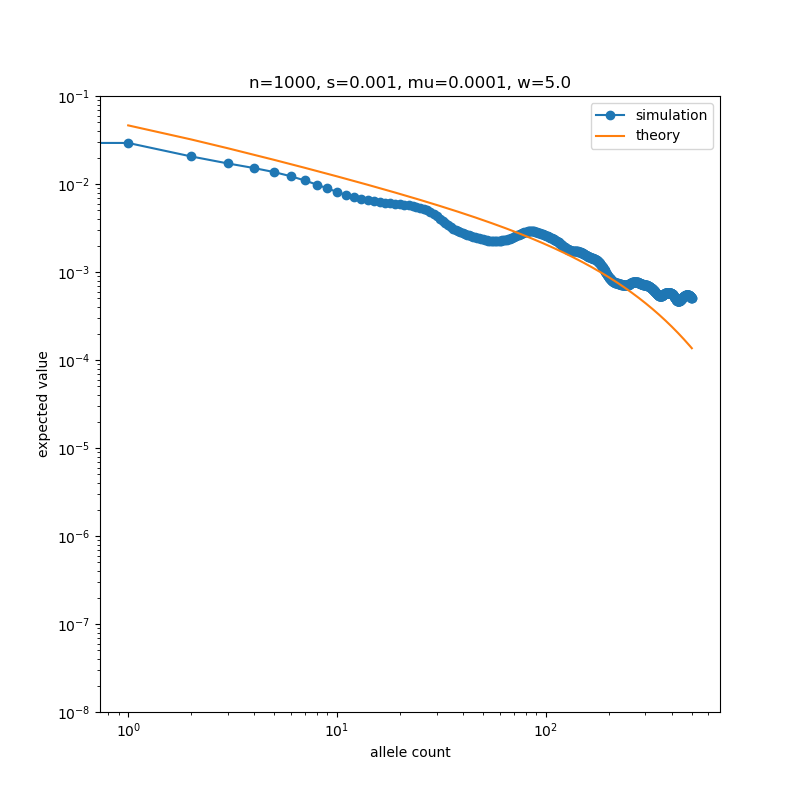 n=1000, s=0.001, mu=0.0001, w=5.0
simulation
theory
10⁻¹
10⁻²
10⁻³
10⁻⁴
10⁻⁵
10⁻⁶
10⁻⁷
10⁻⁸
expected value
10⁰
10¹
10²
allele count